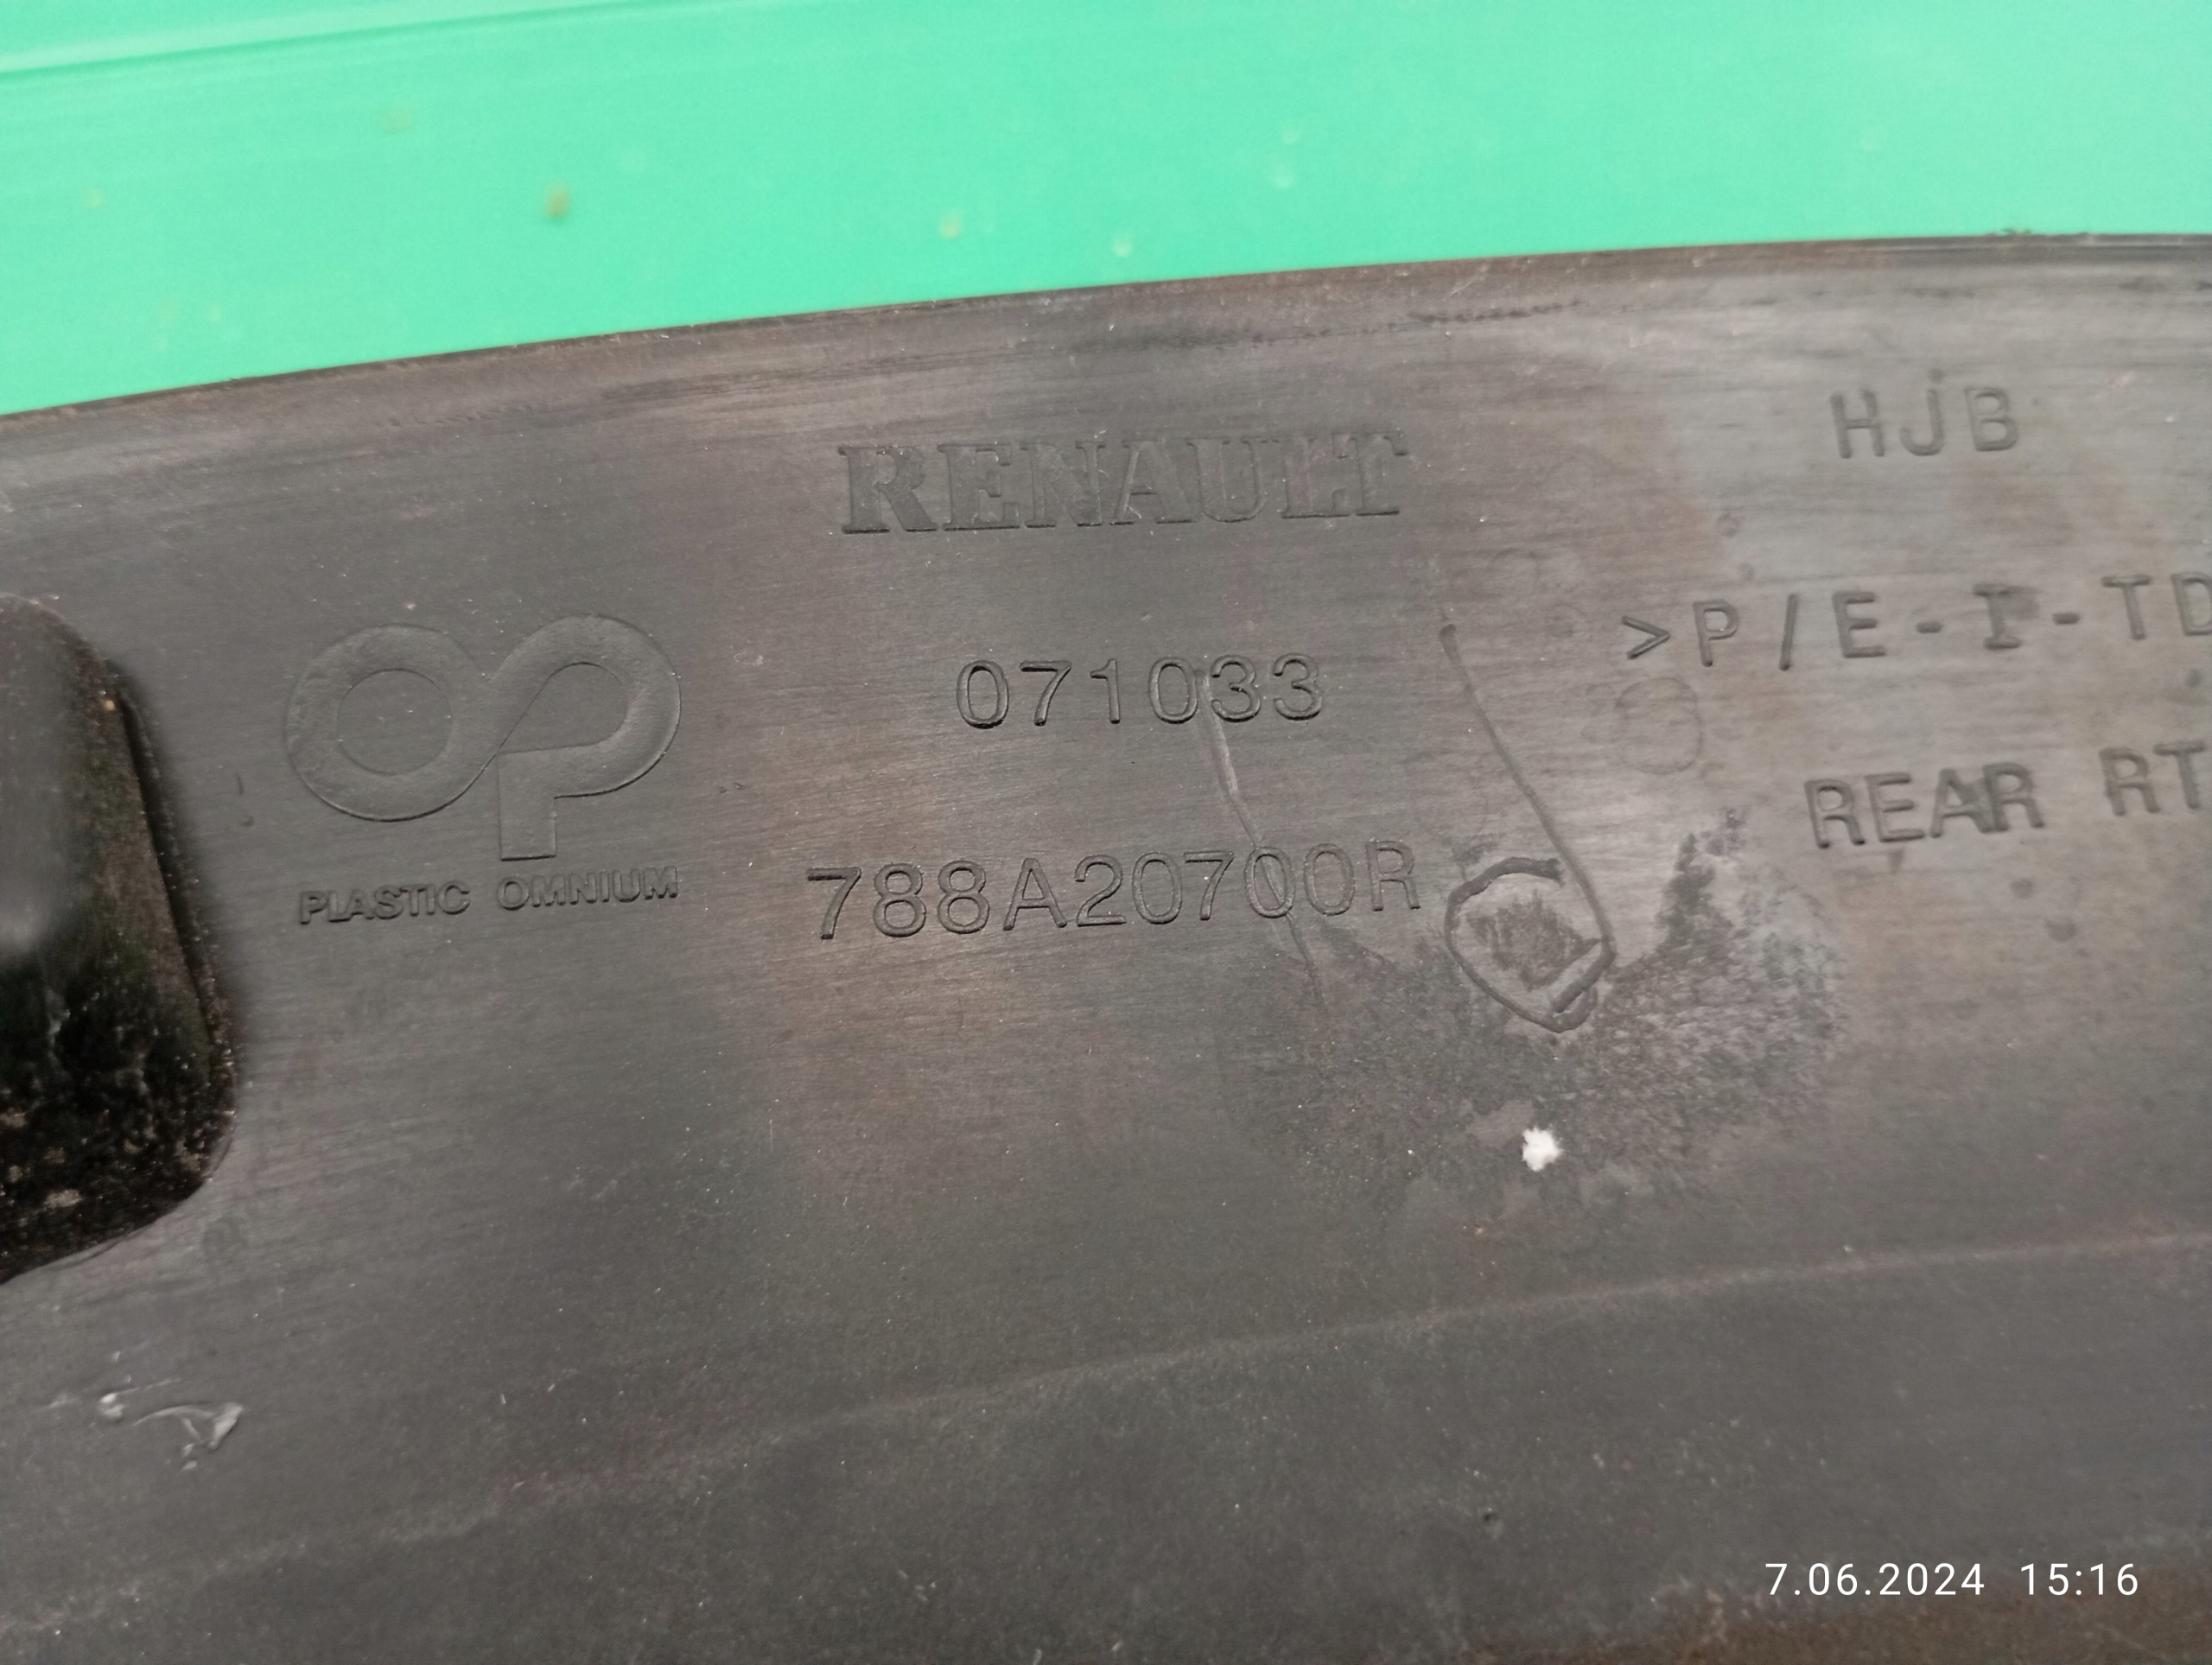 RENAULT
HJB
071033
>P/E-I-TD
REAR RT
PLASTIC OMNIUM
788A20700R
7.06.2024 15:16